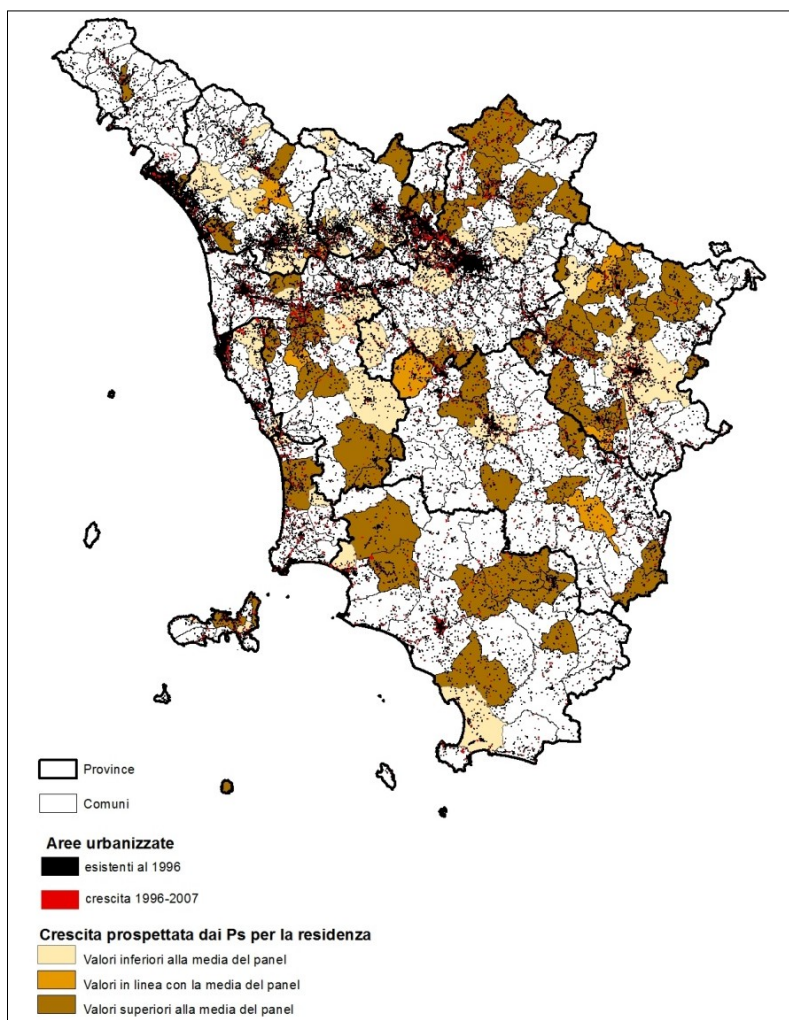 Province
Comuni
Aree urbanizzate
esistenti al 1996
crescita 1996-2007
Crescita prospettata dai Ps per la residenza
Valori inferiori alla media del panel
Valori in linea con la media del panel
Valori superiori alla media del panel